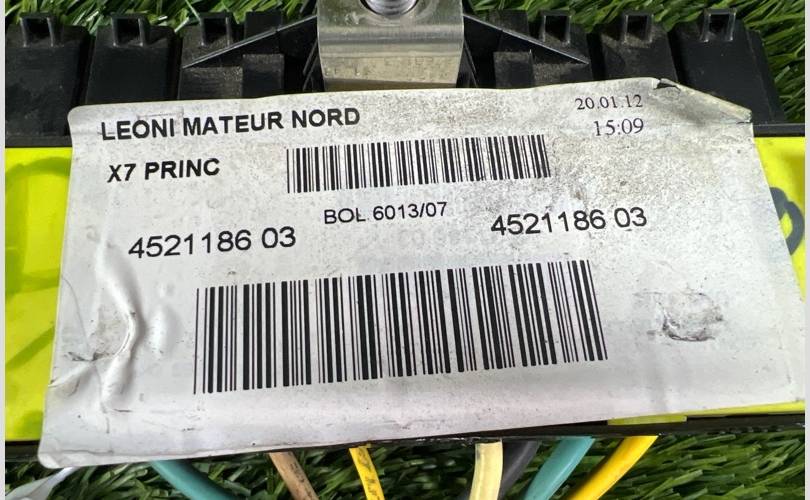 LEONI MATEUR NORD
20.01.12
15:09
X7 PRINC
BOL 6013/07
4521186 03
4521186 03